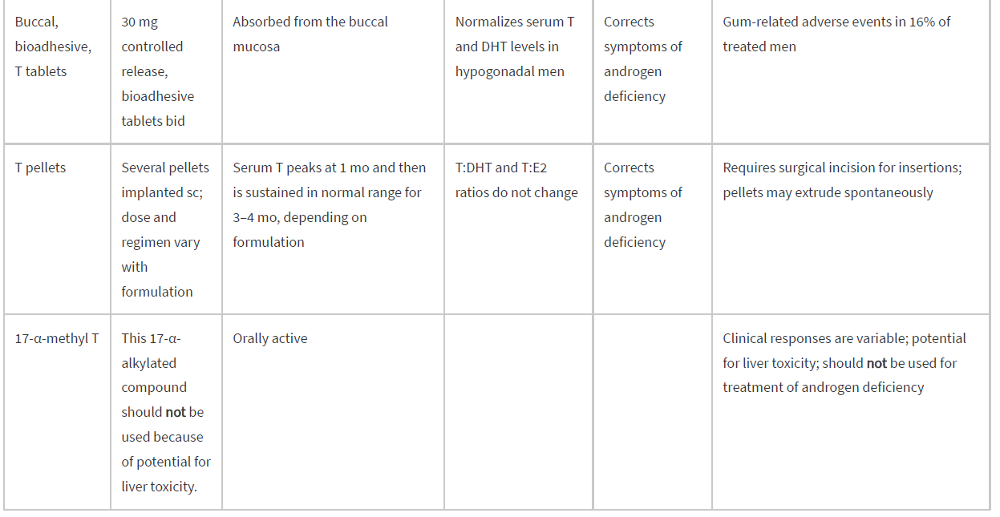 Buccal,
bioadhesive,
T tablets
30 mg
controlled
release,
bioadhesive
tablets bid
Absorbed from the buccal
mucosa
Normalizes serum T
and DHT levels in
hypogonadal men
Corrects
symptoms of
androgen
deficiency
Gum-related adverse events in 16% of
treated men
T pellets
Several pellets
implanted sc;
dose and
regimen vary
with
formulation
Serum T peaks at 1 mo and then
is sustained in normal range for
3–4 mo, depending on
formulation
T:DHT and T:E2
ratios do not change
Corrects
symptoms of
androgen
deficiency
Requires surgical incision for insertions;
pellets may extrude spontaneously
17-α-methyl T
This 17-α-
alkylated
compound
should not be
used because
of potential for
liver toxicity.
Orally active
Clinical responses are variable; potential
for liver toxicity; should not be used for
treatment of androgen deficiency